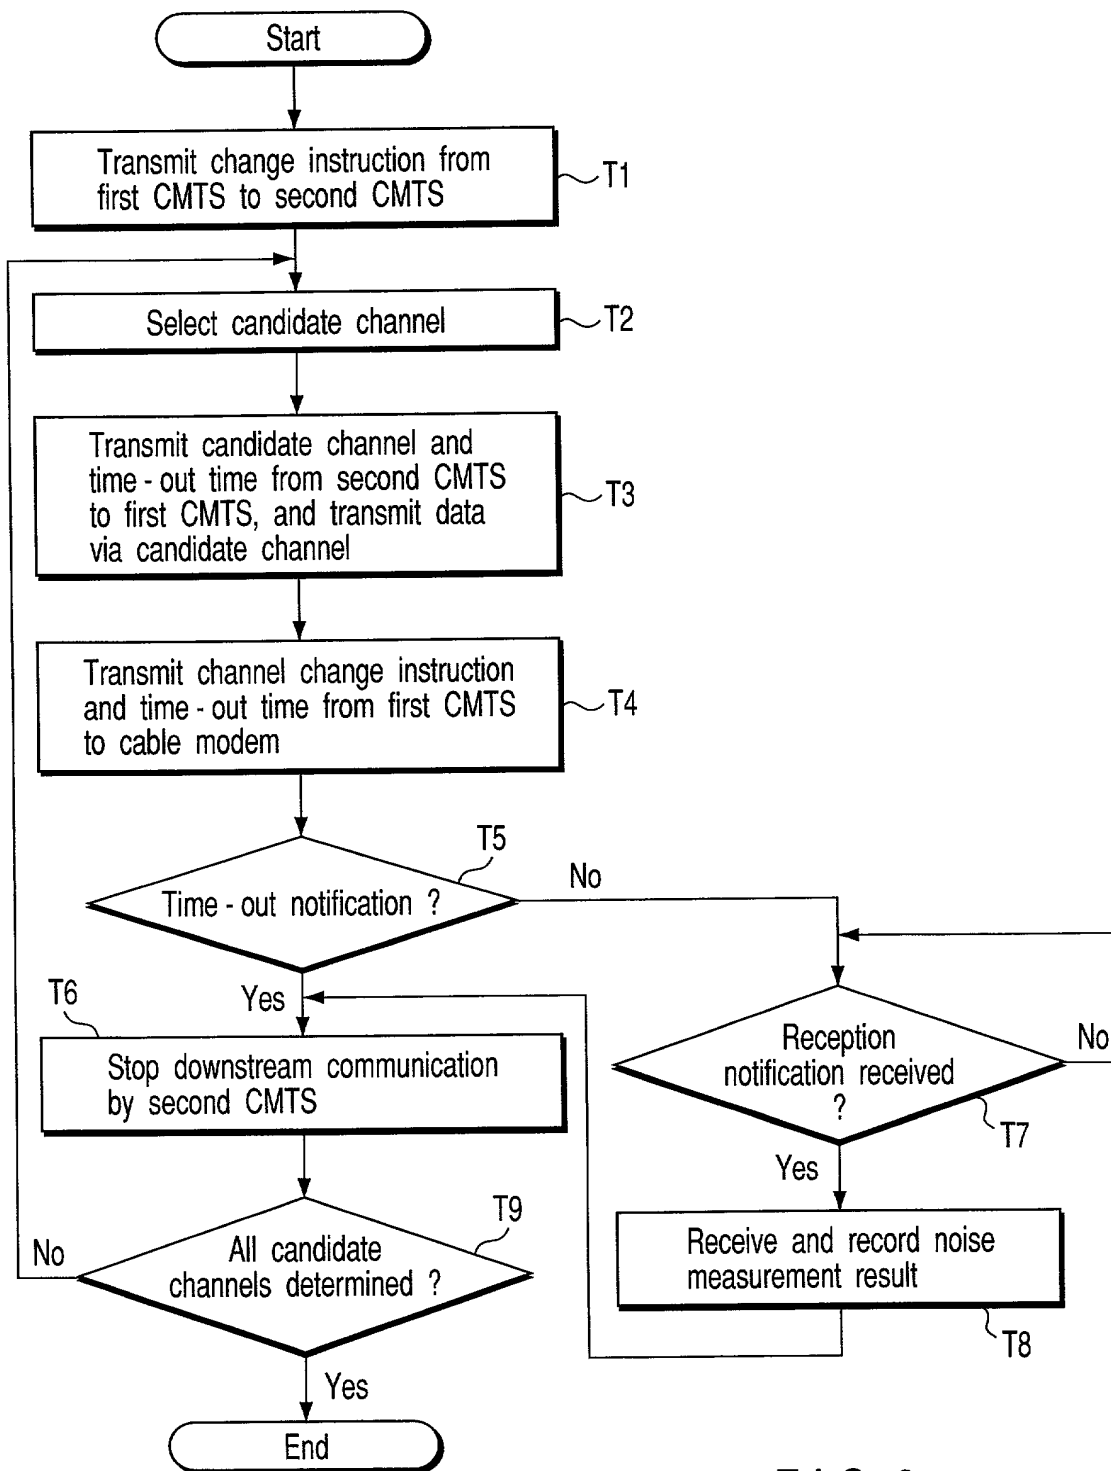 Start
Transmit change instruction from
first CMTS to second CMTS
T1
Select candidate channel
T2
Transmit candidate channel and
time - out time from second CMTS
to first CMTS, and transmit data
via candidate channel
T3
Transmit channel change instruction
and time - out time from first CMTS
to cable modem
T4
T5
Time - out notification ?
No
Yes
T6
Stop downstream communication
by second CMTS
Reception
notification received
?
No
T7
Yes
T9
All candidate
channels determined ?
No
Receive and record noise
measurement result
T8
Yes
End